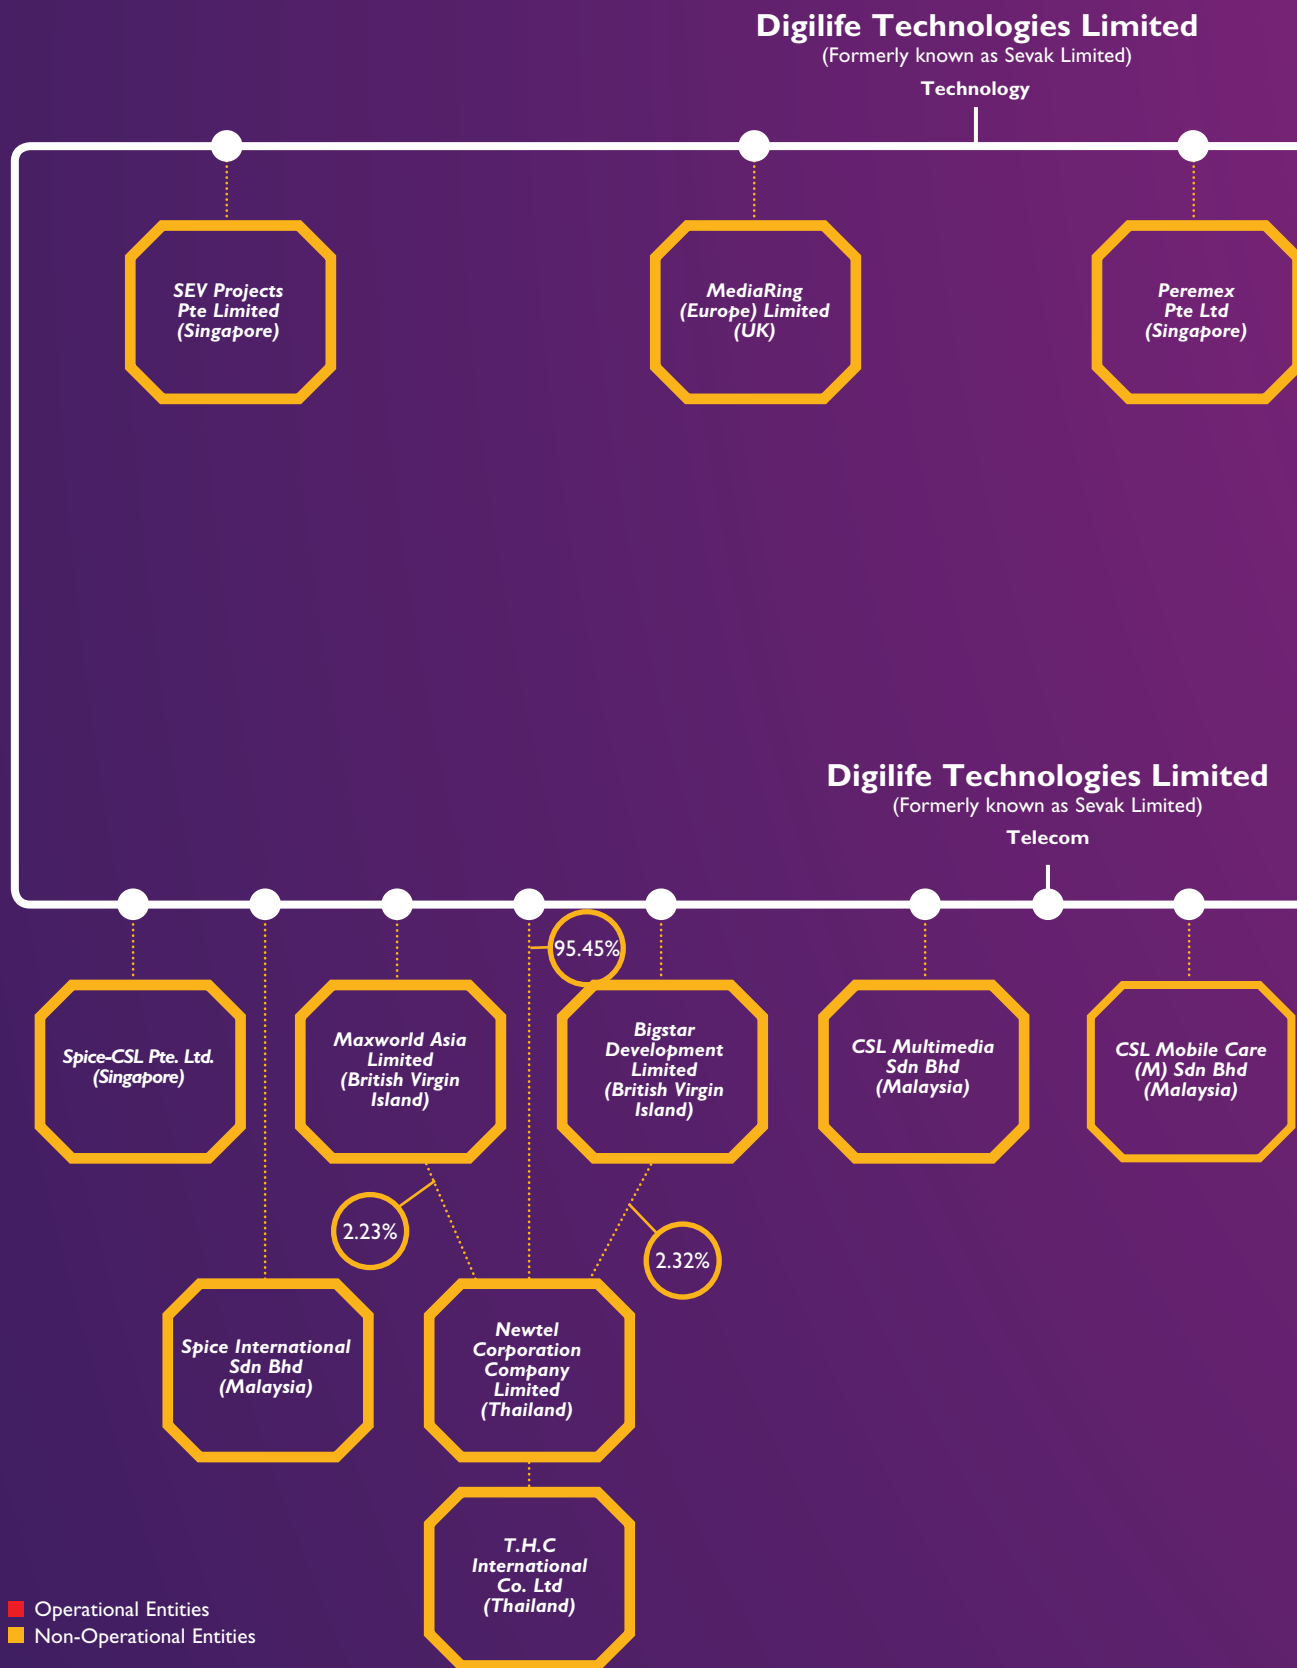 Digilife Technologies Limited
(Formerly known as Sevak Limited)
Technology
SEV Projects
Pte Limited
(Singapore)
MediaRing
(Europe) Limited
(UK)
Peremex
Pte Ltd
(Singapore)
Digilife Technologies Limited
(Formerly known as Sevak Limited)
Telecom
95.45%
Spice-CSL Pte. Ltd.
(Singapore)
Maxworld Asia
Limited
(British Virgin
Island)
Bigstar
Development
Limited
(British Virgin
Island)
CSL Multimedia
Sdn Bhd
(Malaysia)
CSL Mobile Care
(M) Sdn Bhd
(Malaysia)
2.23%
2.32%
Spice International
Sdn Bhd
(Malaysia)
Newtel
Corporation
Company
Limited
(Thailand)
T.H.C
International
Co. Ltd
(Thailand)
Operational Entities
Non-Operational Entities